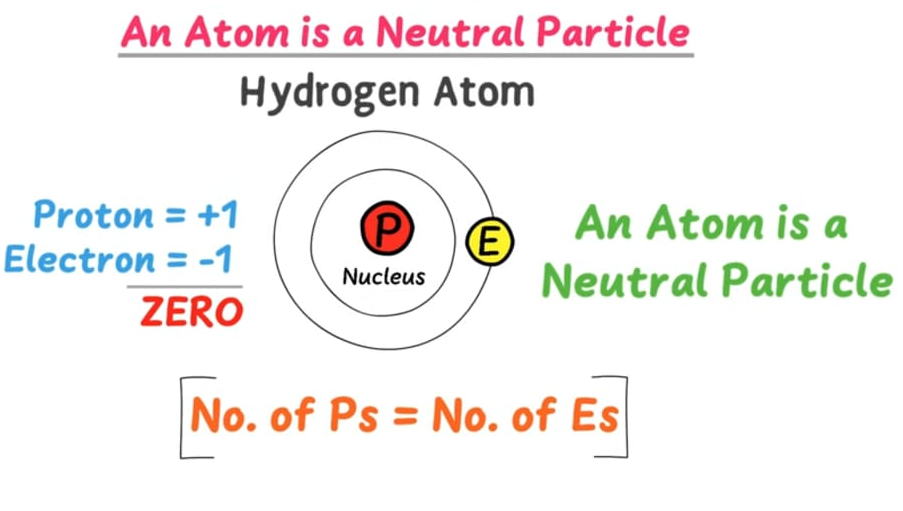 An Atom is a Neutral Particle
Hydrogen Atom
Proton = +1
Electron = -1
ZERO
P
Nucleus
E
An Atom is a
Neutral Particle
No. of Ps = No. of Es